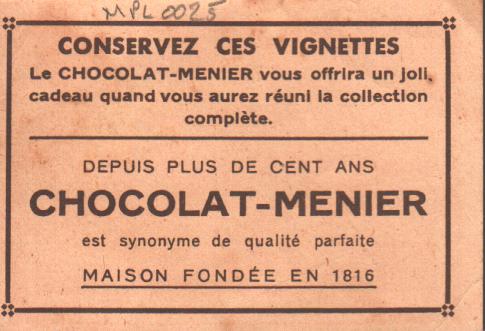 MPL 0025
CONSERVEZ CES VIGNETTES
Le CHOCOLAT-MENIER vous offrira un joli
cadeau quand vous aurez réuni la collection
complète.
DEPUIS PLUS DE CENT ANS
CHOCOLAT-MENIER
est synonyme de qualité parfaite
MAISON FONDÉE EN 1816